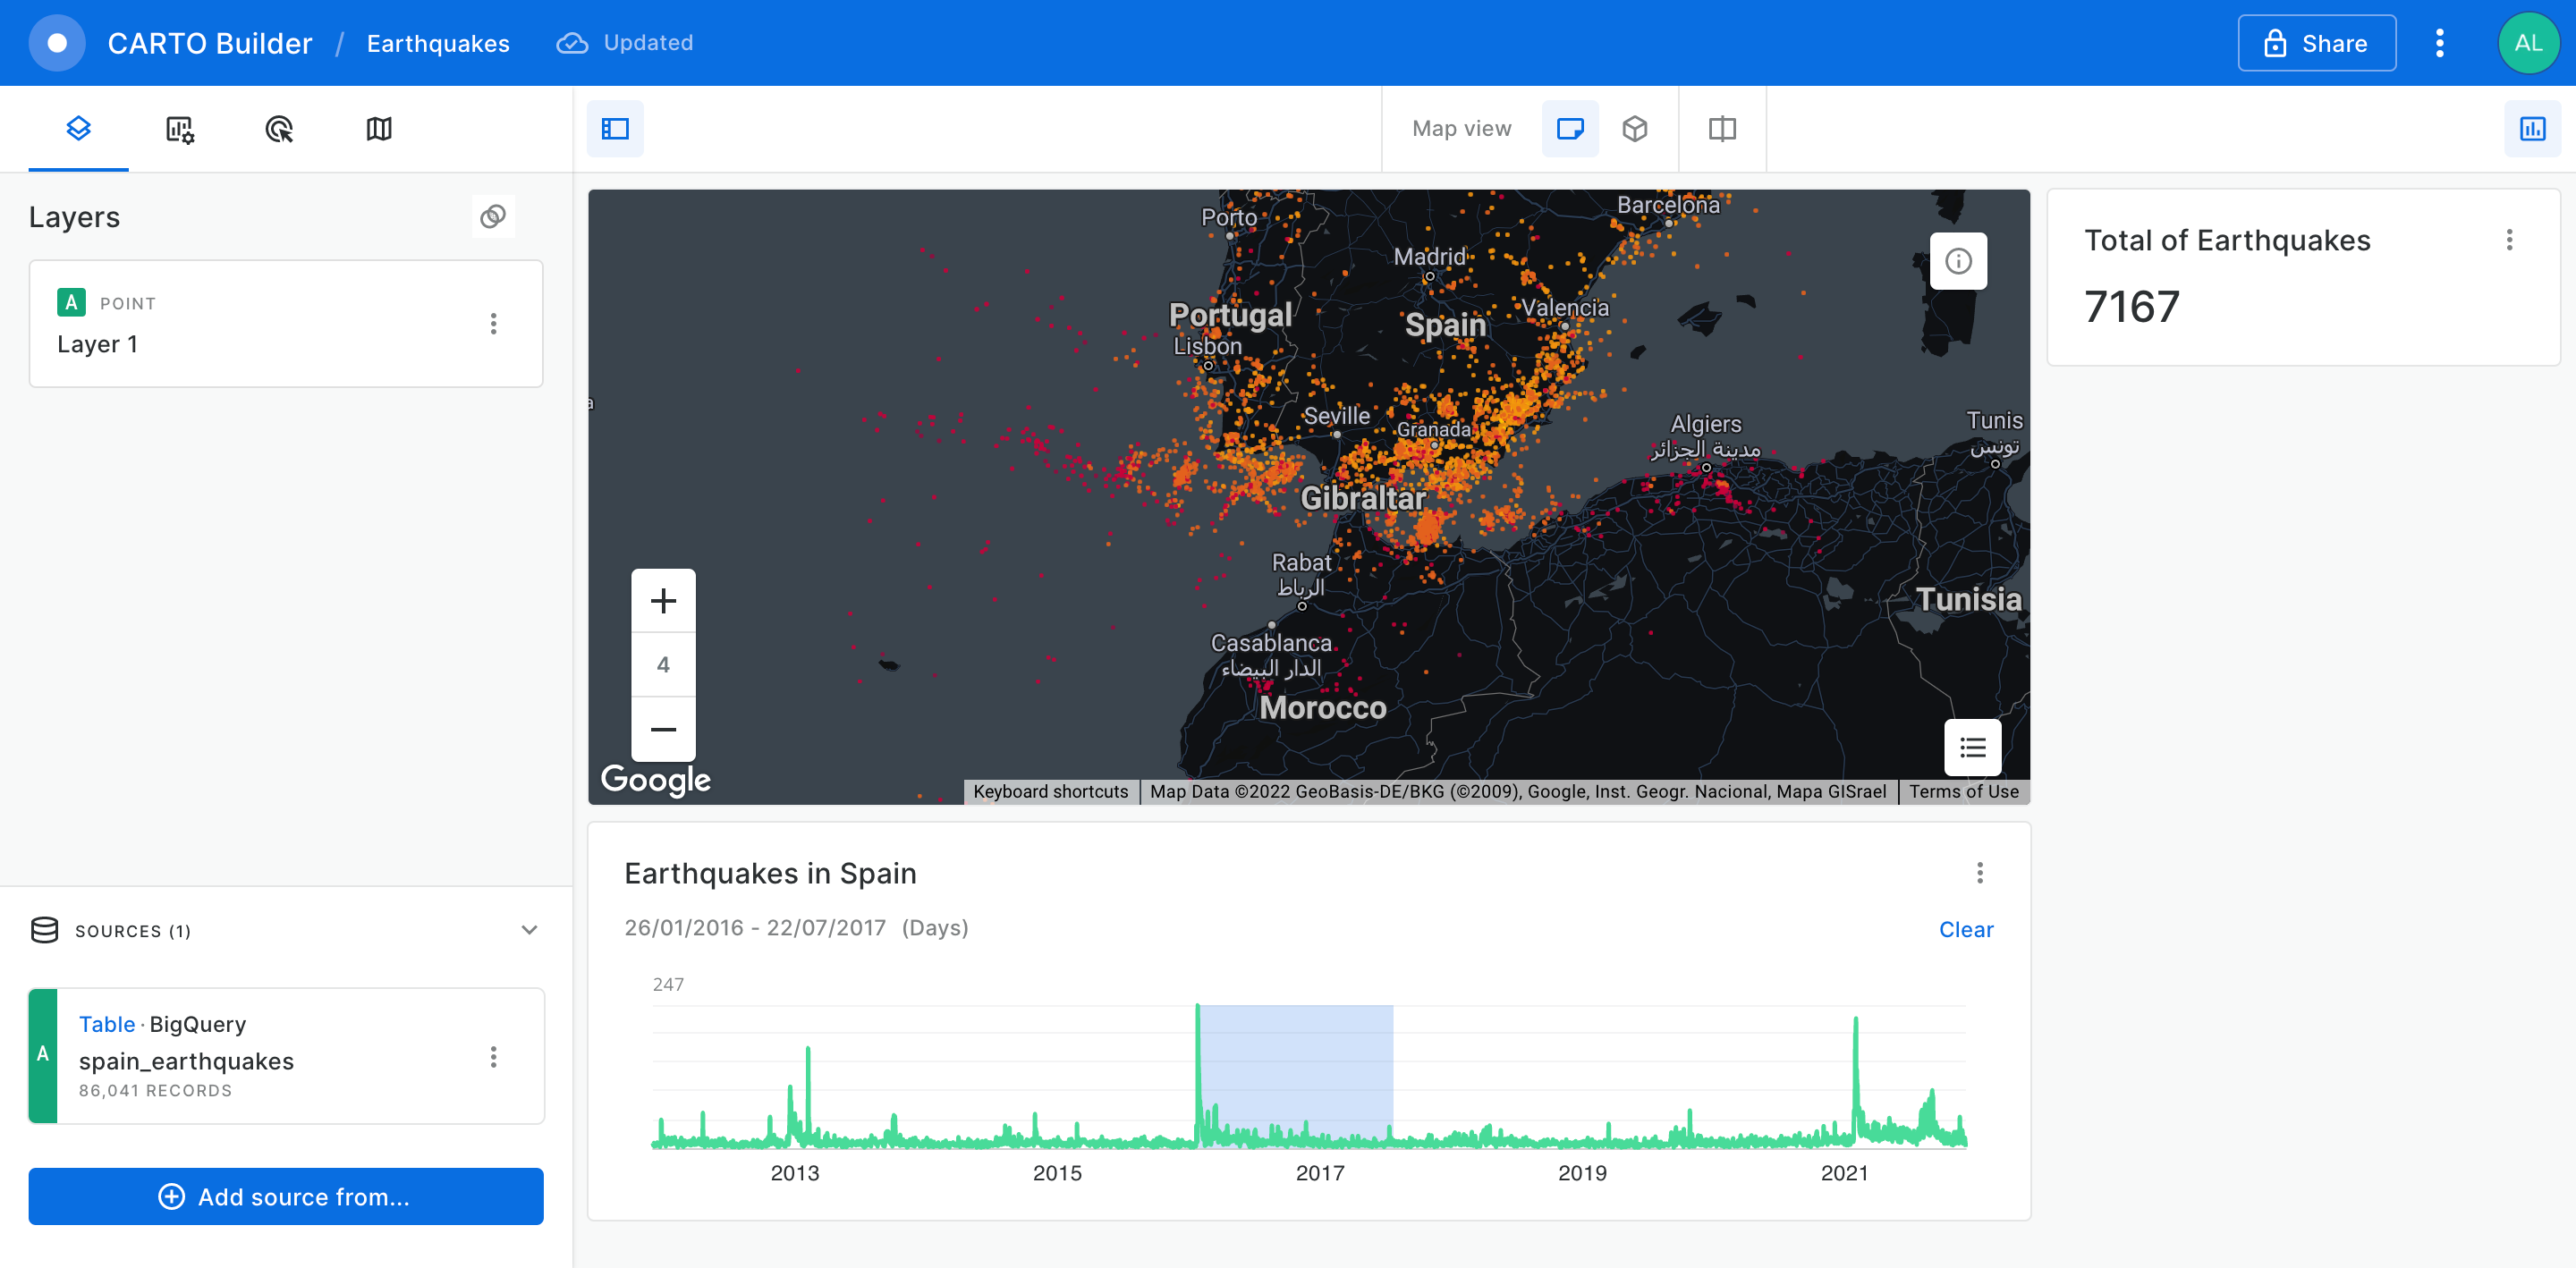 CARTO Builder / Earthquakes Updated
Share
AL
Map view
Layers
A POINT
Layer 1
SOURCES (1)
A
Table · BigQuery
spain_earthquakes
86,041 RECORDS
Add source from...
Porto
Barcelona
Madrid
Portugal
Spain
Valencia
Lisbon
Seville
Granada
Algiers
مدينة الجزائر
Tunis
تونس
Gibraltar
Rabat
الرباط
Tunisia
Casablanca
الدار البيضاء
Morocco
4
Google
Keyboard shortcuts
Map Data ©2022 GeoBasis-DE/BKG (©2009), Google, Inst. Geogr. Nacional, Mapa GISrael
Terms of Use
Total of Earthquakes
7167
Earthquakes in Spain
26/01/2016 - 22/07/2017 (Days)
Clear
247
2013 2015 2017 2019 2021